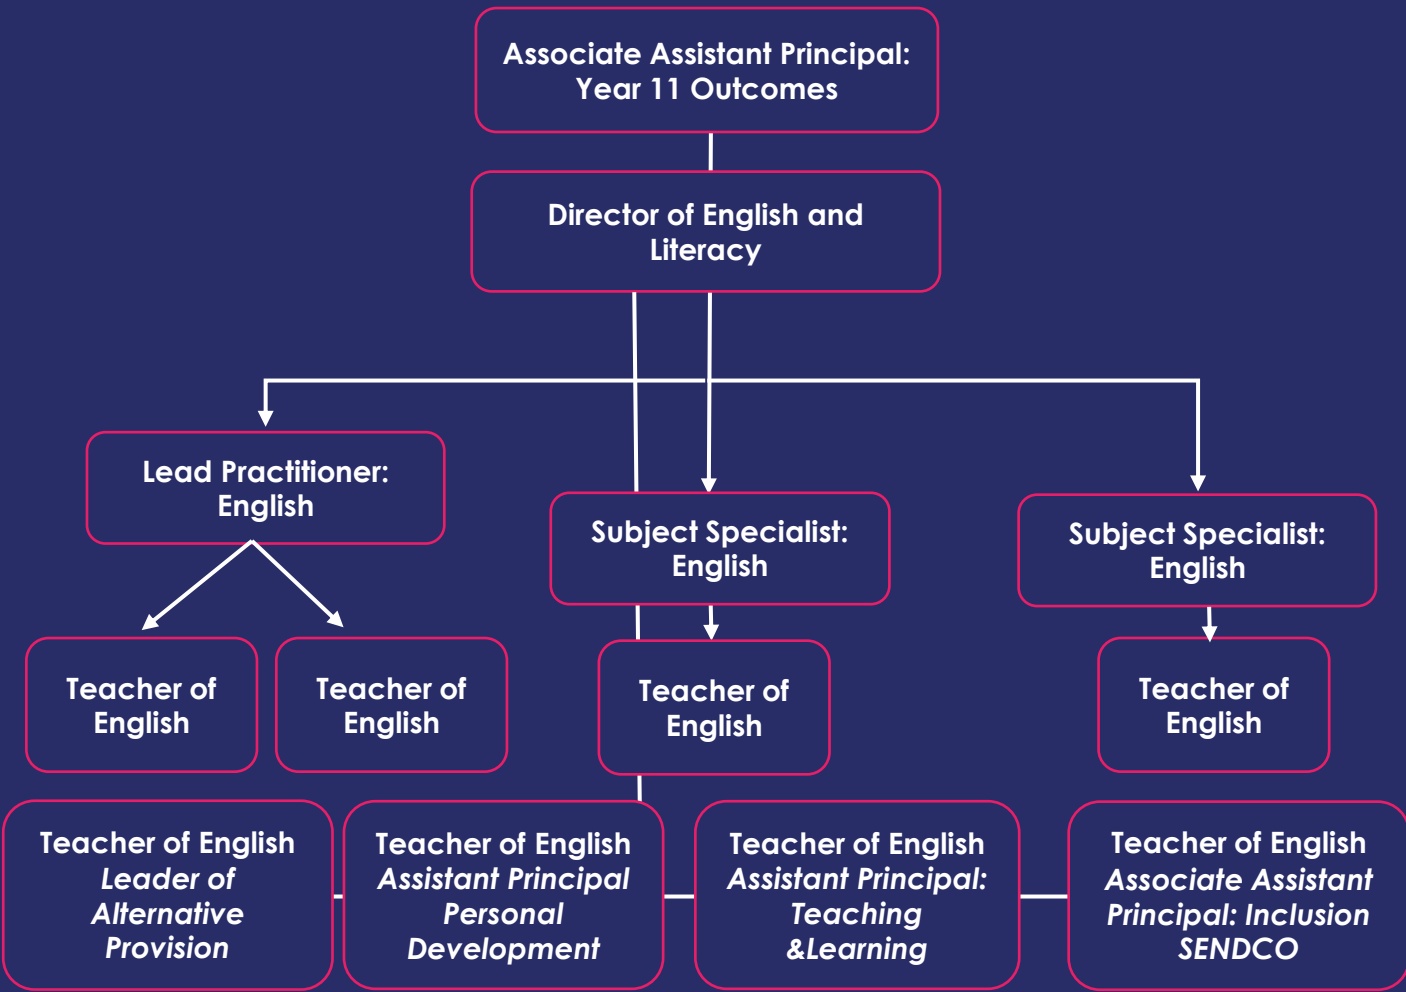 Associate Assistant Principal:
Year 11 Outcomes
Director of English and
Literacy
Lead Practitioner:
English
Subject Specialist:
English
Subject Specialist:
English
Teacher of
English
Teacher of
English
Teacher of
English
Teacher of
English
Teacher of English
Leader of
Alternative
Provision
Teacher of English
Assistant Principal
Personal
Development
Teacher of English
Assistant Principal:
Teaching
&Learning
Teacher of English
Associate Assistant
Principal: Inclusion
SENDCO